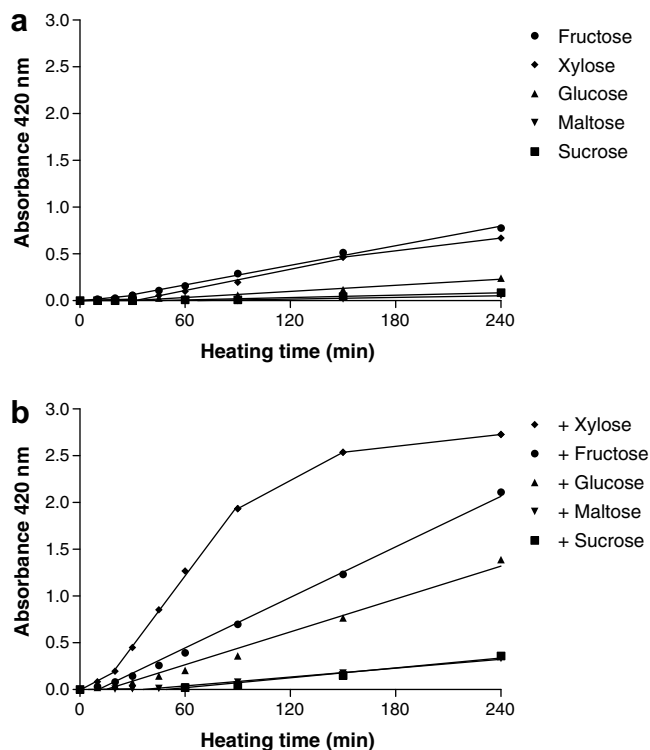 a
Absorbance 420 nm
3.0
2.5
2.0
1.5
1.0
0.5
0.0
0 60 120 180 240
Heating time (min)
Fructose
Xylose
Glucose
Maltose
Sucrose
b
Absorbance 420 nm
3.0
2.5
2.0
1.5
1.0
0.5
0.0
0 60 120 180 240
Heating time (min)
+ Xylose
+ Fructose
+ Glucose
+ Maltose
+ Sucrose